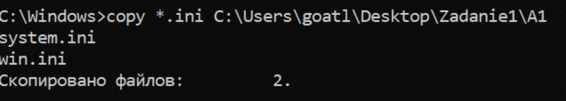 C:\Windows>copy *.ini C:\Users\goatl\Desktop\Zadanie1\A1
system.ini
win.ini
Скопировано файлов:         2.